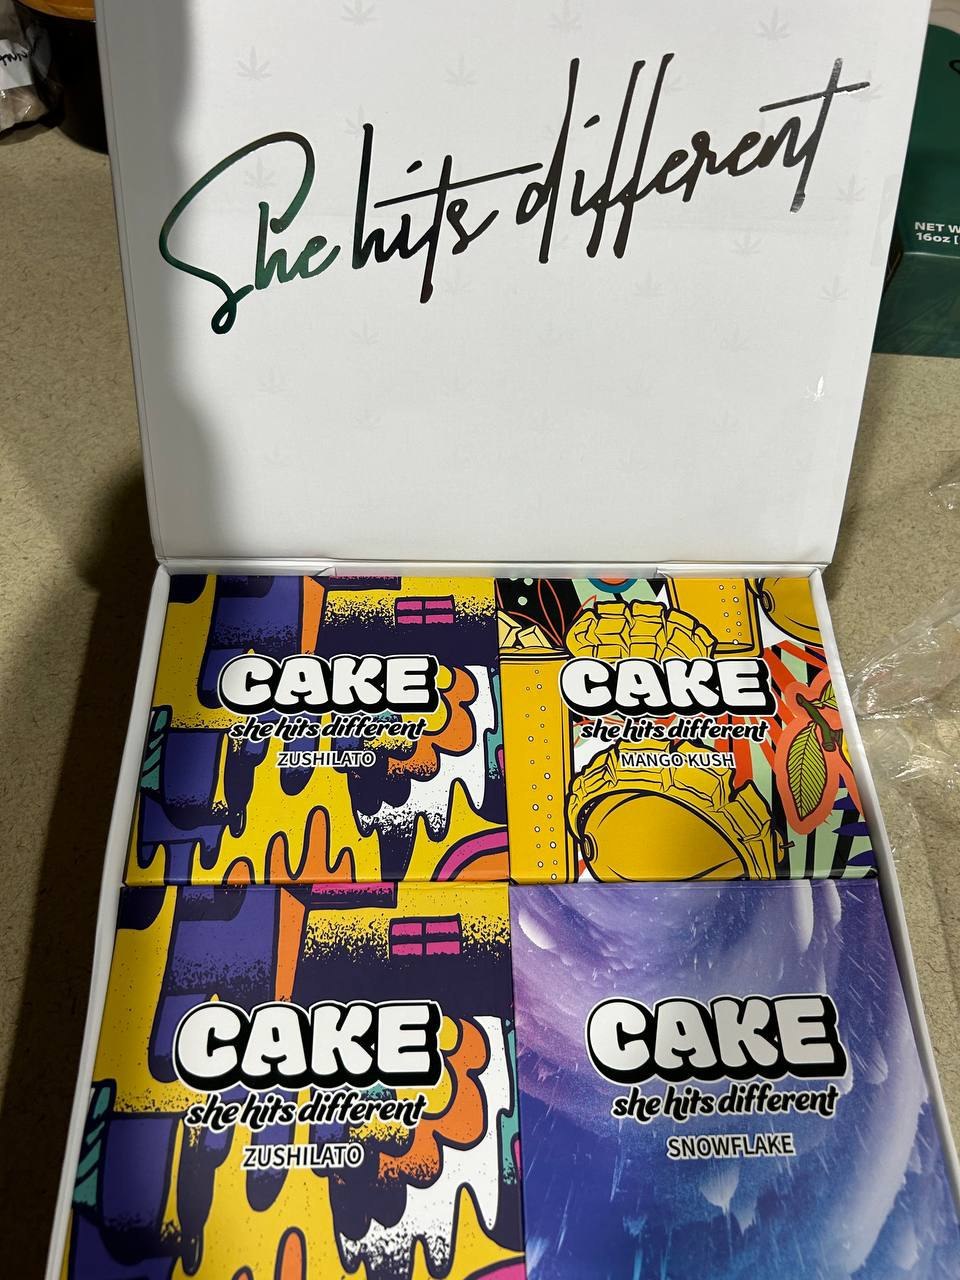 She hits different
NET
16oz [
CAKE
she hits different
ZUSHILATO
CAKE
she hits different
MANGO KUSH
CAKE
she hits different
ZUSHILATO
CAKE
she hits different
SNOWFLAKE